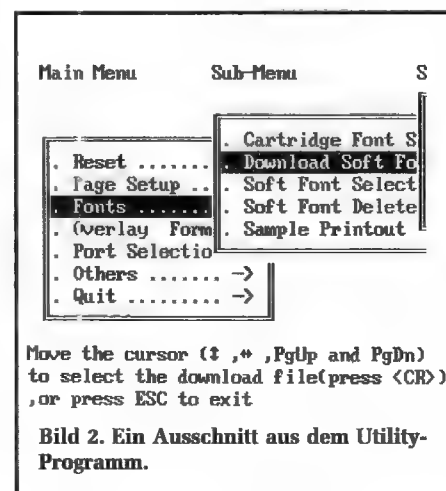 Main Menu Sub-Menu S
. Cartridge Font S
. Download Soft Fo
. Soft Font Select
. Soft Font Delete
. Sample Printout
. Reset .......
. Page Setup ..
. Fonts .......
. Overlay Form
. Port Selectio
. Others ....... ->
. Quit ......... ->
Move the cursor (↕ ,↔ ,PgUp and PgDn)
to select the download file(press <CR>)
,or press ESC to exit
Bild 2. Ein Ausschnitt aus dem Utility-
Programm.